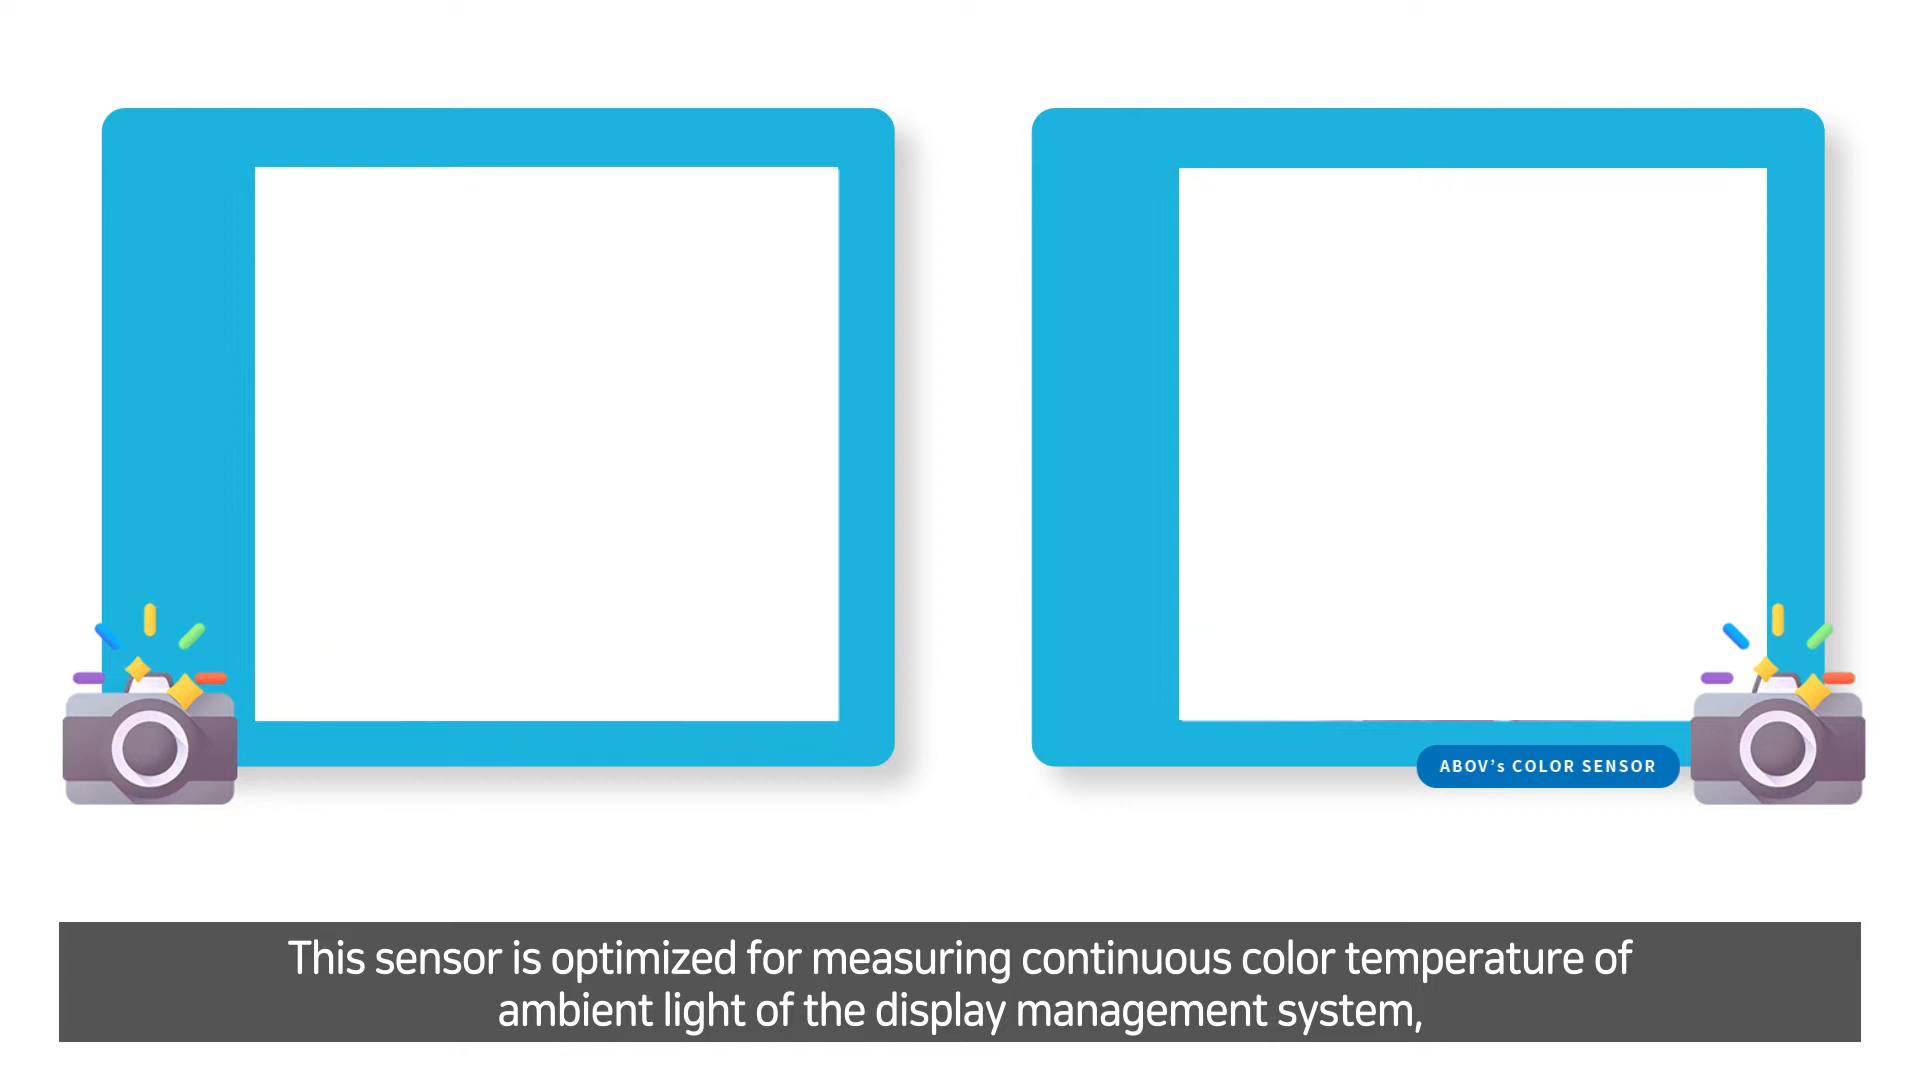 ABOV's COLOR SENSOR
This sensor is optimized for measuring continuous color temperature of
ambient light of the display management system,